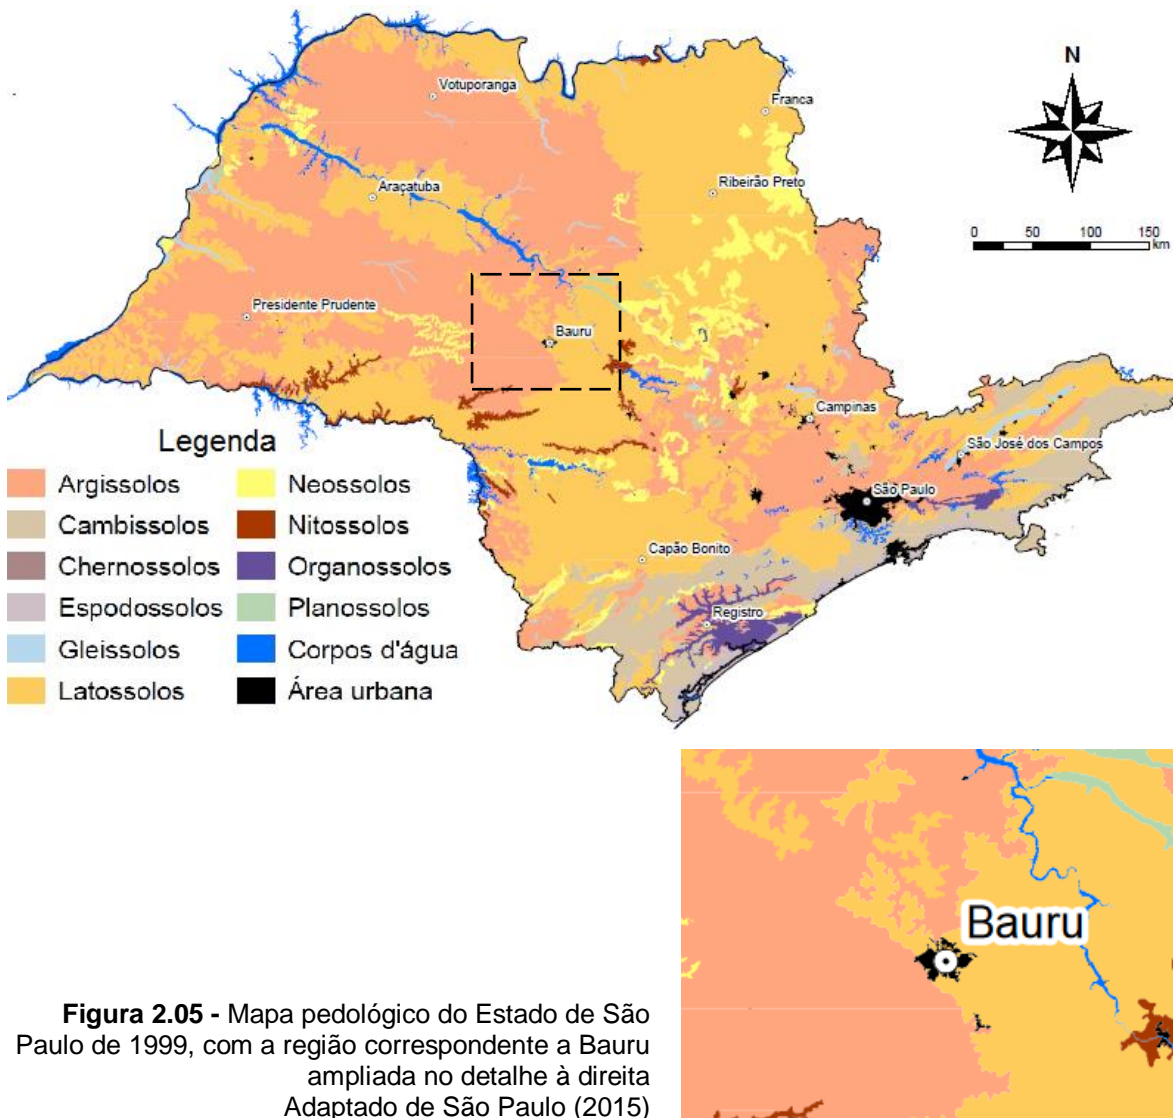 Votuporanga
Franca
N
Araçatuba
Ribeirão Preto
0 50 100 150
km
Presidente Prudente
Bauru
Campinas
São José dos Campos
São Paulo
Capão Bonito
Registro
Legenda
Argissolos
Cambissolos
Chernossolos
Espodossolos
Gleissolos
Latossolos
Neossolos
Nitossolos
Organossolos
Planossolos
Corpos d'água
Área urbana
Bauru
Figura 2.05 - Mapa pedológico do Estado de São
Paulo de 1999, com a região correspondente a Bauru
ampliada no detalhe à direita
Adaptado de São Paulo (2015)